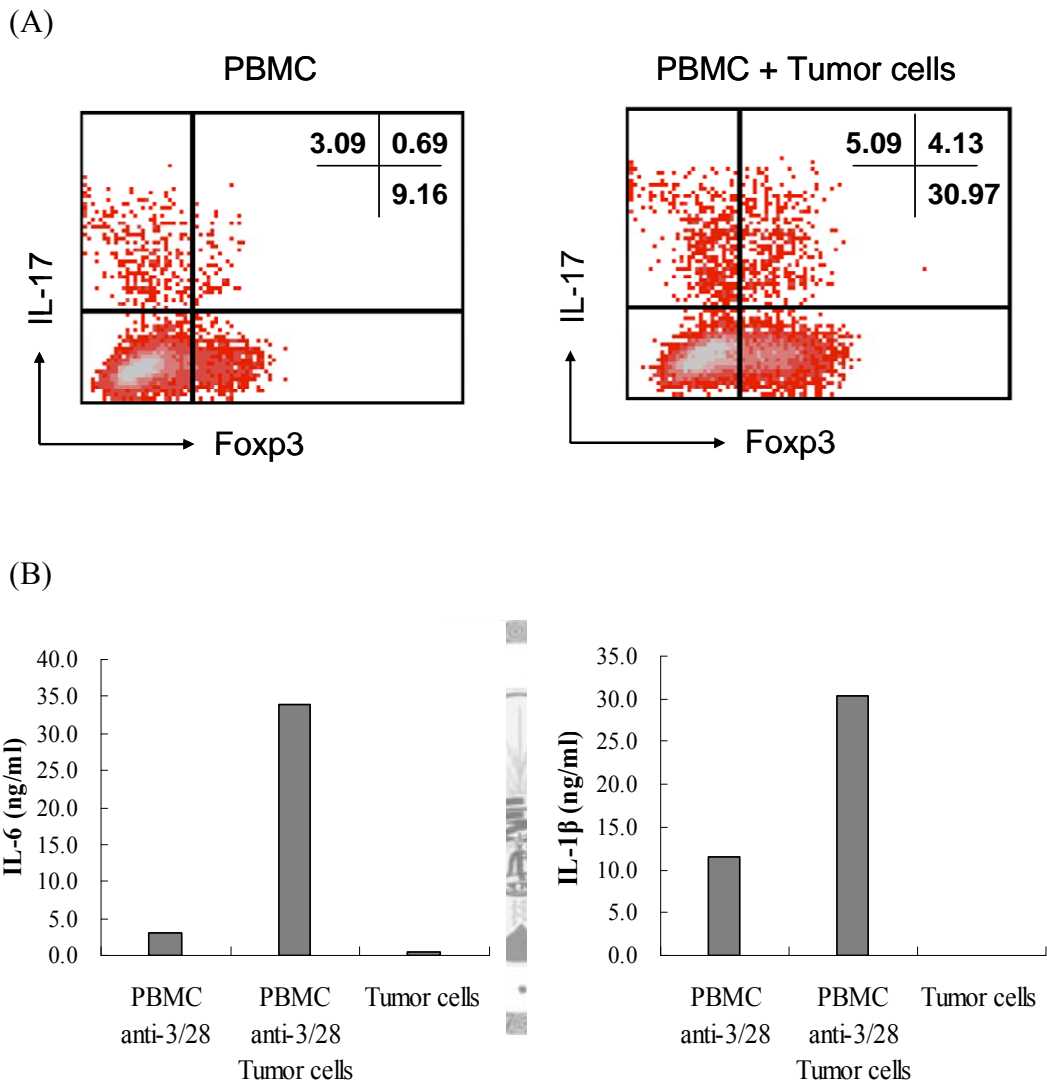 (A)
PBMC
PBMC + Tumor cells
3.09 0.69
9.16
5.09 4.13
30.97
IL-17
IL-17
Foxp3
Foxp3
(B)
40.0
35.0
30.0
25.0
20.0
15.0
10.0
5.0
0.0
IL-6 (ng/ml)
PBMC
anti-3/28
PBMC
anti-3/28
Tumor cells
Tumor cells
35.0
30.0
25.0
20.0
15.0
10.0
5.0
0.0
IL-1β (ng/ml)
PBMC
anti-3/28
PBMC
anti-3/28
Tumor cells
Tumor cells